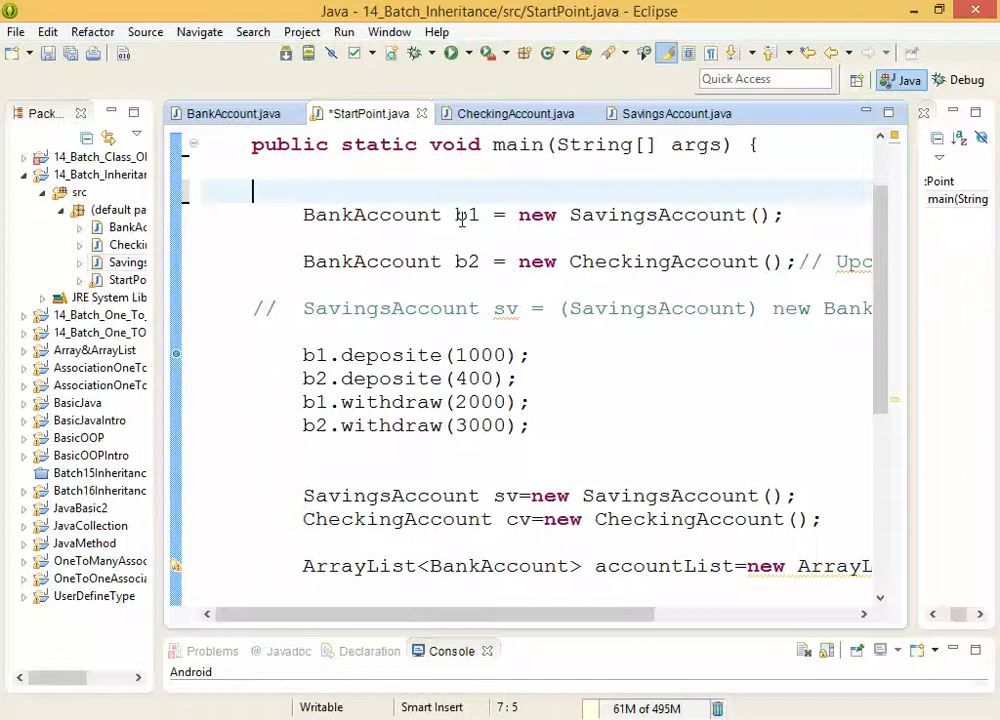 Java - 14_Batch_Inheritance/src/StartPoint.java - Eclipse
File Edit Refactor Source Navigate Search Project Run Window Help
Quick Access
Java
Debug
Pack...
BankAccount.java
*StartPoint.java
CheckingAccount.java
SavingsAccount.java
14_Batch_Class_Ol
14_Batch_Inheritar
src
(default pa
BankAc
Checki
Savings
StartPo
JRE System Lib
14_Batch_One_To_
14_Batch_One_TO
Array&ArrayList
AssociationOneTo
AssociationOneTo
BasicJava
BasicJavaIntro
BasicOOP
BasicOOPIntro
Batch15Inheritanc
Batch16Inheritanc
JavaBasic2
JavaCollection
JavaMethod
OneToManyAssoc
OneToOneAssocia
UserDefineType
public static void main(String[] args) {
BankAccount b1 = new SavingsAccount();
BankAccount b2 = new CheckingAccount();// Upc
// SavingsAccount sv = (SavingsAccount) new Bank
b1.deposite(1000);
b2.deposite(400);
b1.withdraw(2000);
b2.withdraw(3000);
SavingsAccount sv=new SavingsAccount();
CheckingAccount cv=new CheckingAccount();
ArrayList<BankAccount> accountList=new ArrayL
:Point
main(String
Problems
Javadoc
Declaration
Console
Android
Writable
Smart Insert
7 : 5
61M of 495M